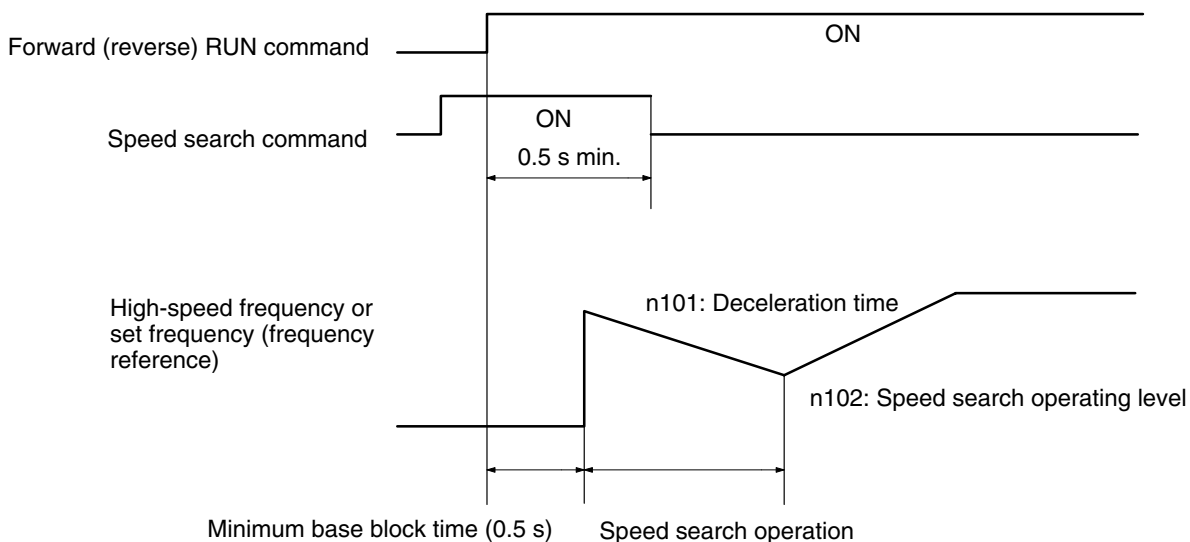 Forward (reverse) RUN command
ON
Speed search command
ON
0.5 s min.
High-speed frequency or
set frequency (frequency
reference)
n101: Deceleration time
n102: Speed search operating level
Minimum base block time (0.5 s)
Speed search operation